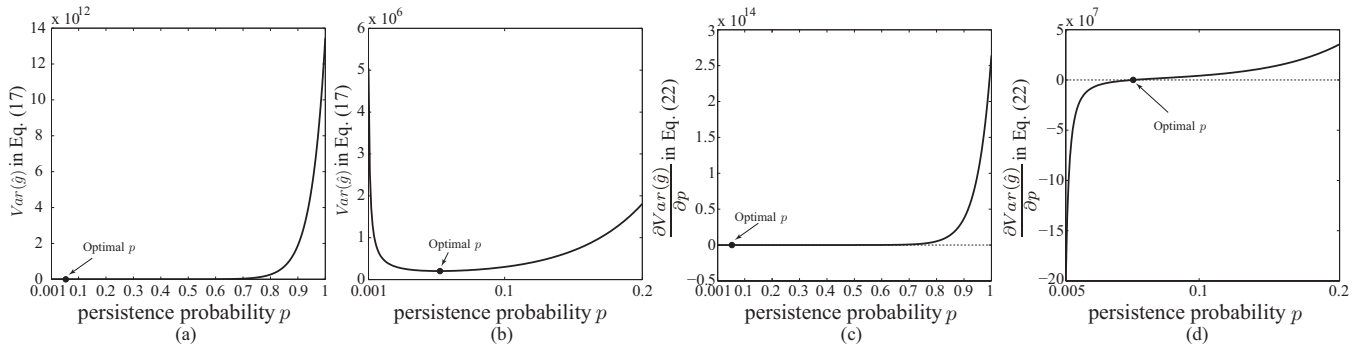 x 10^12
14
12
10
8
6
4
2
0
Var(ĝ) in Eq. (17)
Optimal p
0.001 0.1 0.2 0.3 0.4 0.5 0.6 0.7 0.8 0.9 1
persistence probability p
(a)
x 10^6
6
5
4
3
2
1
0
Var(ĝ) in Eq. (17)
Optimal p
0.001 0.1 0.2
persistence probability p
(b)
x 10^14
3
2.5
2
1.5
1
0.5
0
−0.5
∂Var(ĝ)/∂p in Eq. (22)
Optimal p
0.001 0.1 0.2 0.3 0.4 0.5 0.6 0.7 0.8 0.9 1
persistence probability p
(c)
x 10^7
5
0
−5
−10
−15
−20
∂Var(ĝ)/∂p in Eq. (22)
Optimal p
0.005 0.1 0.2
persistence probability p
(d)